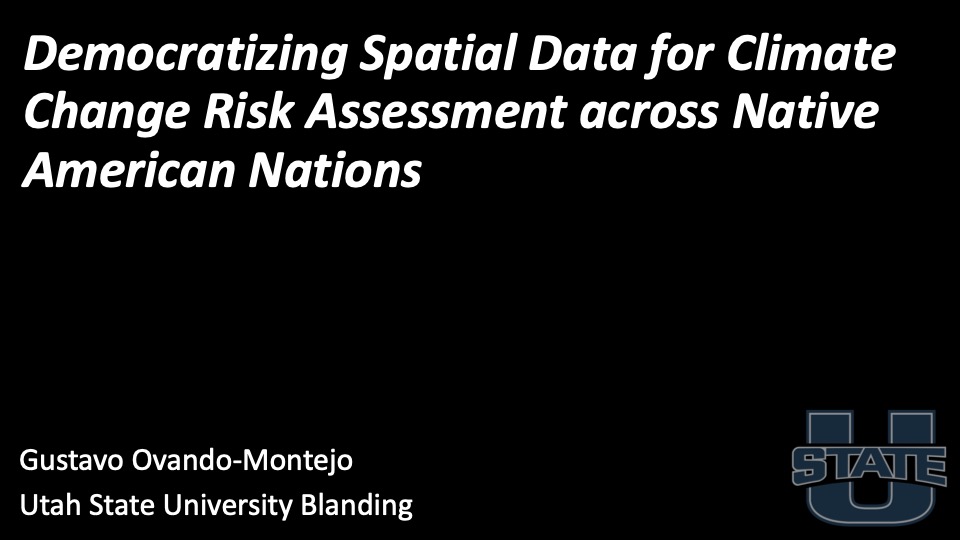 Democratizing Spatial Data for Climate
Change Risk Assessment across Native
American Nations
Gustavo Ovando-Montejo
Utah State University Blanding
U
STATE